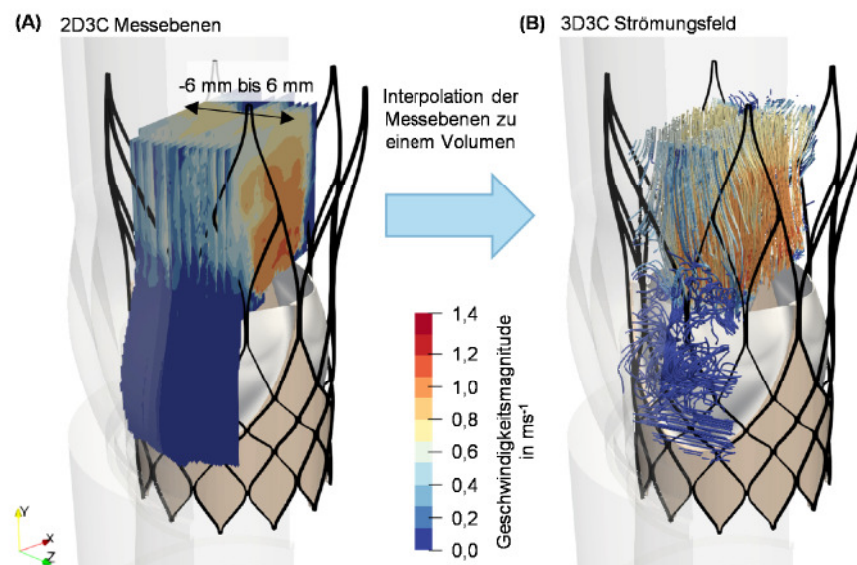 (A) 2D3C Messebenen
(B) 3D3C Strömungsfeld
-6 mm bis 6 mm
Interpolation der
Messebenen zu
einem Volumen
1,4
1,2
1,0
0,8
0,6
0,4
0,2
0,0
Geschwindigkeitsmagnitude
in ms⁻¹
Y
X
Z